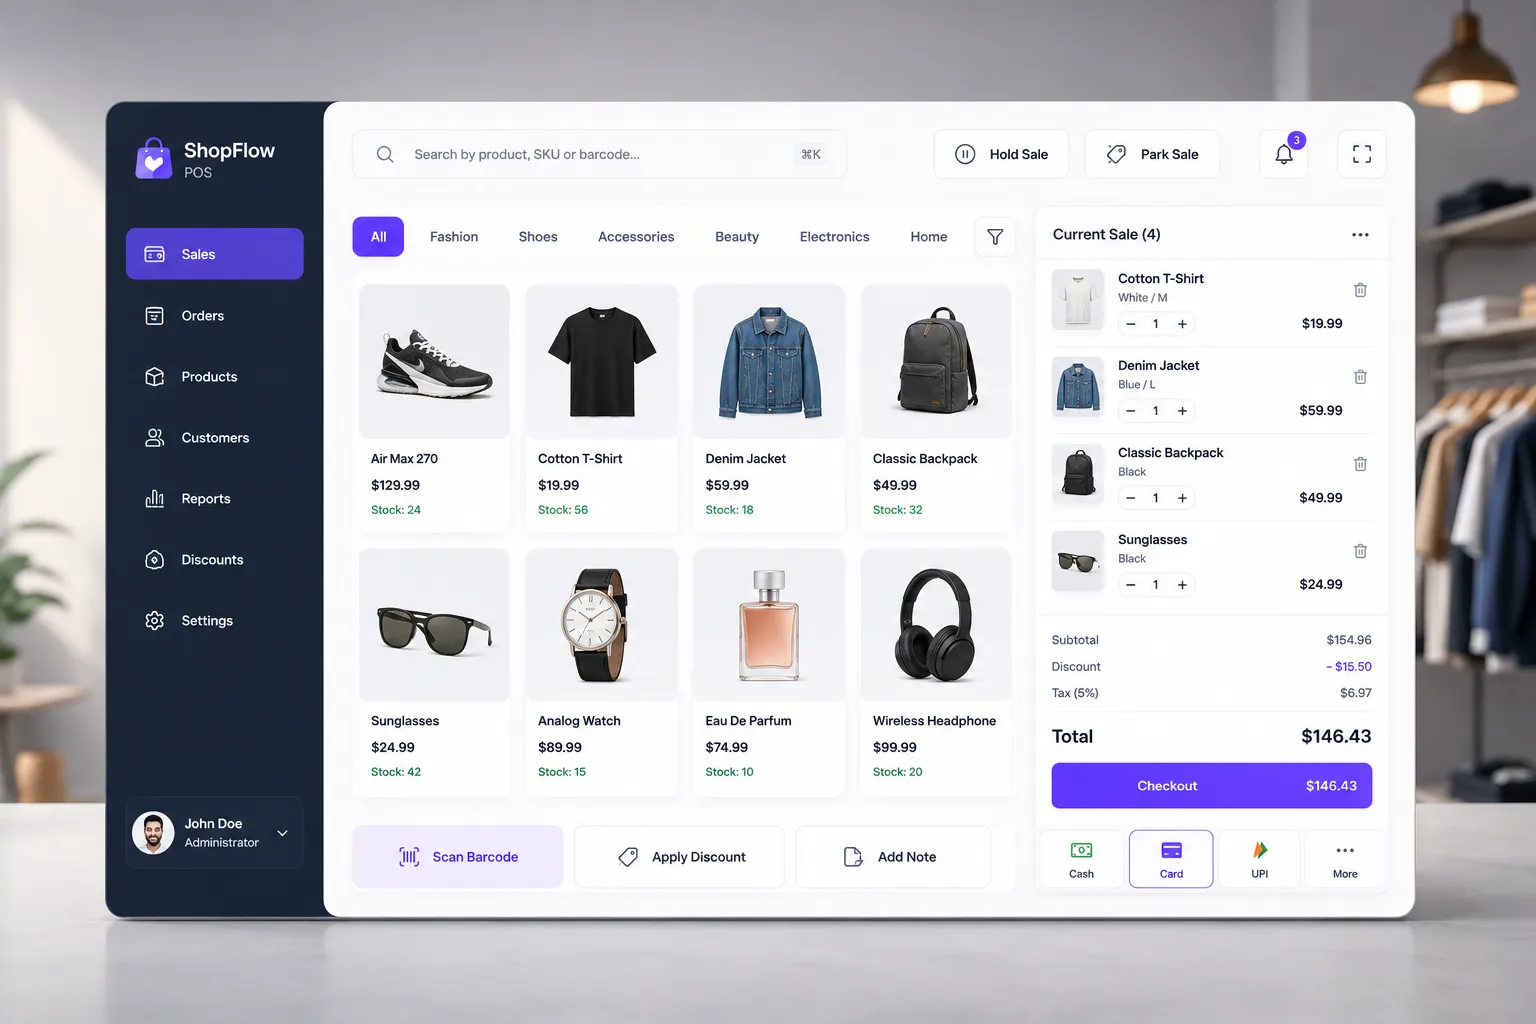 ShopFlow
POS
Sales
Orders
Products
Customers
Reports
Discounts
Settings
John Doe
Administrator
Search by product, SKU or barcode...
⌘K
Hold Sale
Park Sale
3
All
Fashion
Shoes
Accessories
Beauty
Electronics
Home
Air Max 270
$129.99
Stock: 24
Cotton T-Shirt
$19.99
Stock: 56
Denim Jacket
$59.99
Stock: 18
Classic Backpack
$49.99
Stock: 32
Sunglasses
$24.99
Stock: 42
Analog Watch
$89.99
Stock: 15
Eau De Parfum
$74.99
Stock: 10
Wireless Headphone
$99.99
Stock: 20
Scan Barcode
Apply Discount
Add Note
Current Sale (4)
Cotton T-Shirt
White / M
− 1 +
$19.99
Denim Jacket
Blue / L
− 1 +
$59.99
Classic Backpack
Black
− 1 +
$49.99
Sunglasses
Black
− 1 +
$24.99
Subtotal $154.96
Discount − $15.50
Tax (5%) $6.97
Total $146.43
Checkout $146.43
Cash
Card
UPI
More